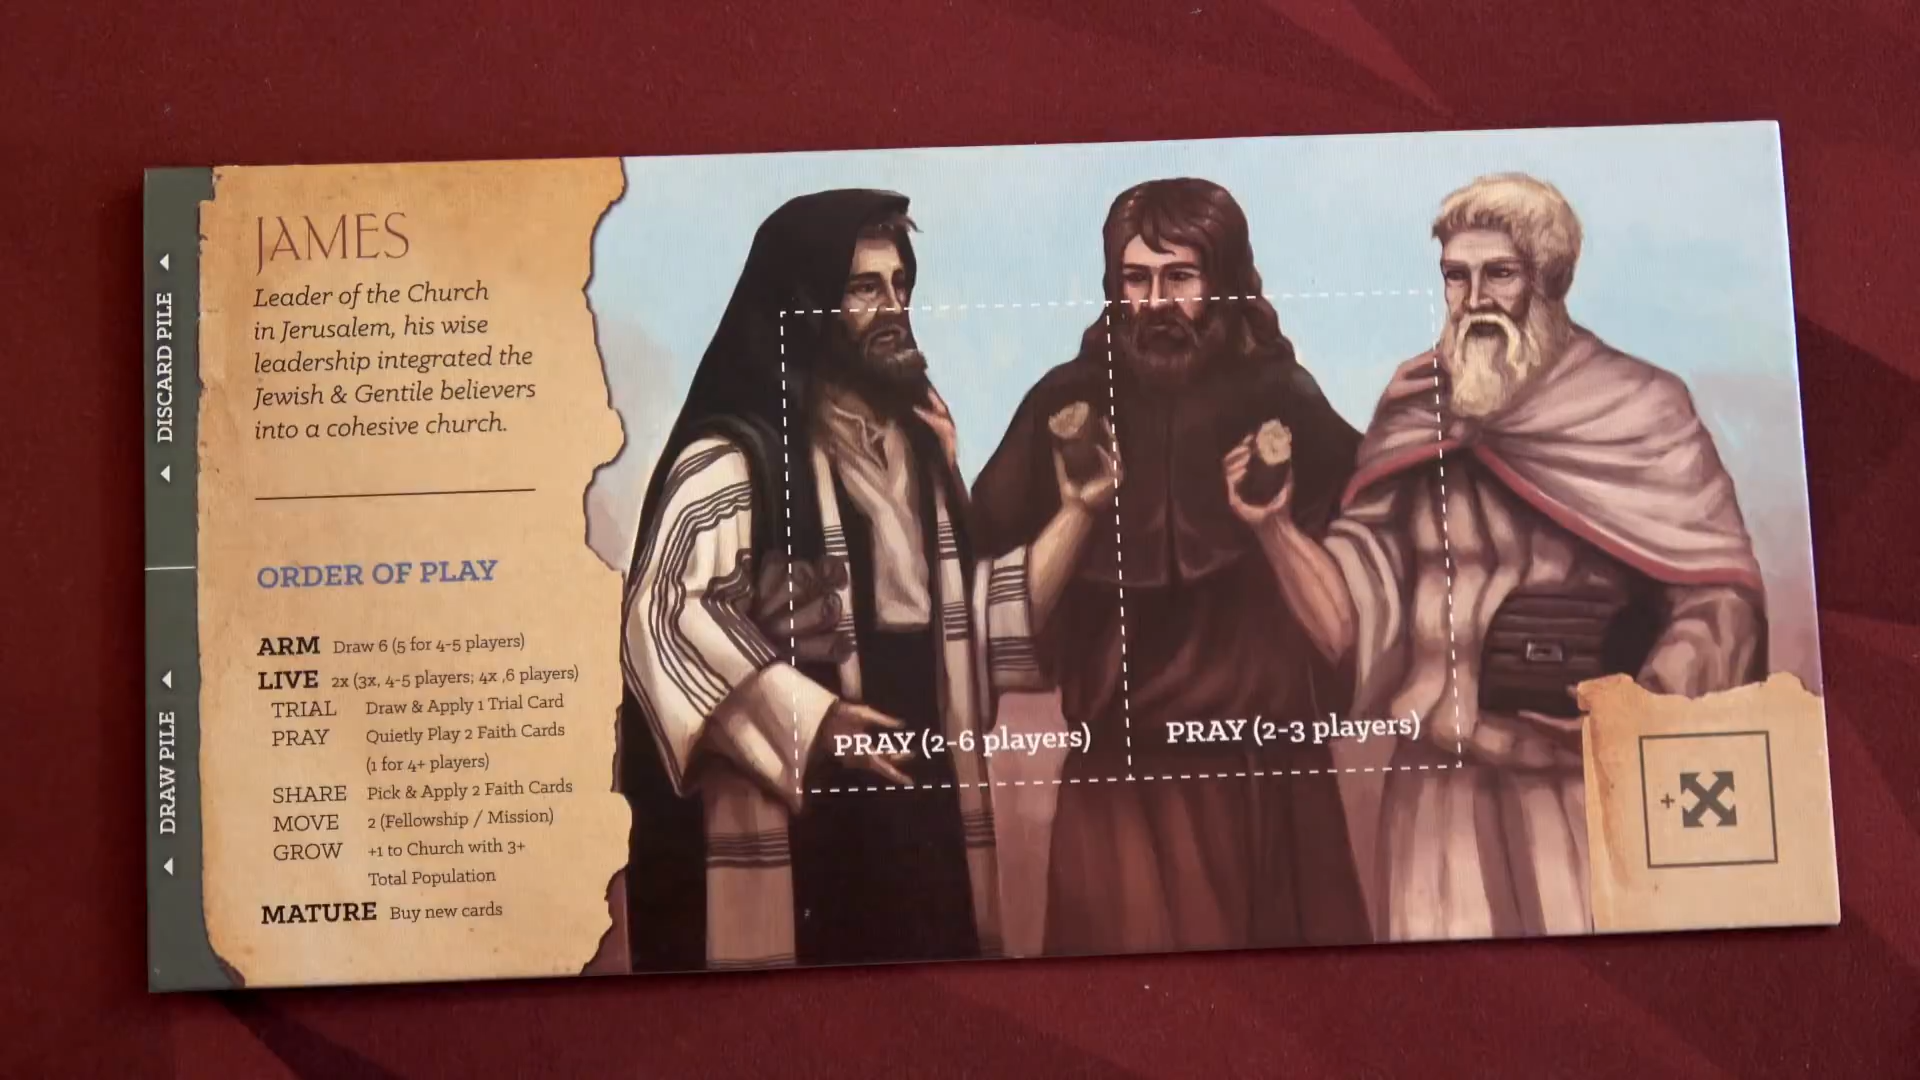 JAMES
Leader of the Church
in Jerusalem, his wise
leadership integrated the
Jewish & Gentile believers
into a cohesive church.
ORDER OF PLAY
ARM Draw 6 (5 for 4-5 players)
LIVE 2x (3x, 4-5 players; 4x ,6 players)
TRIAL Draw & Apply 1 Trial Card
PRAY Quietly Play 2 Faith Cards
(1 for 4+ players)
SHARE Pick & Apply 2 Faith Cards
MOVE 2 (Fellowship / Mission)
GROW +1 to Church with 3+
Total Population
MATURE Buy new cards
DISCARD PILE
DRAW PILE
PRAY (2-6 players)
PRAY (2-3 players)
+